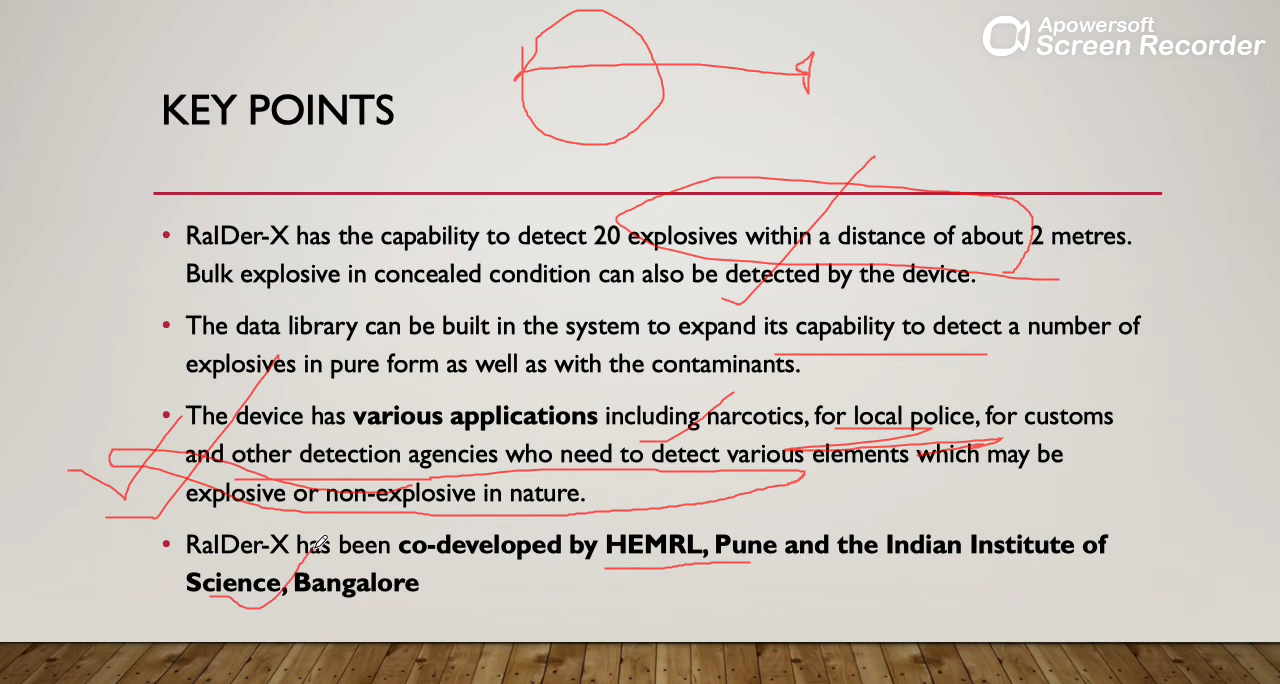 Apowersoft
Screen Recorder
KEY POINTS
• RalDer-X has the capability to detect 20 explosives within a distance of about 2 metres.
Bulk explosive in concealed condition can also be detected by the device.
• The data library can be built in the system to expand its capability to detect a number of
explosives in pure form as well as with the contaminants.
• The device has various applications including narcotics, for local police, for customs
and other detection agencies who need to detect various elements which may be
explosive or non-explosive in nature.
• RalDer-X has been co-developed by HEMRL, Pune and the Indian Institute of
Science, Bangalore